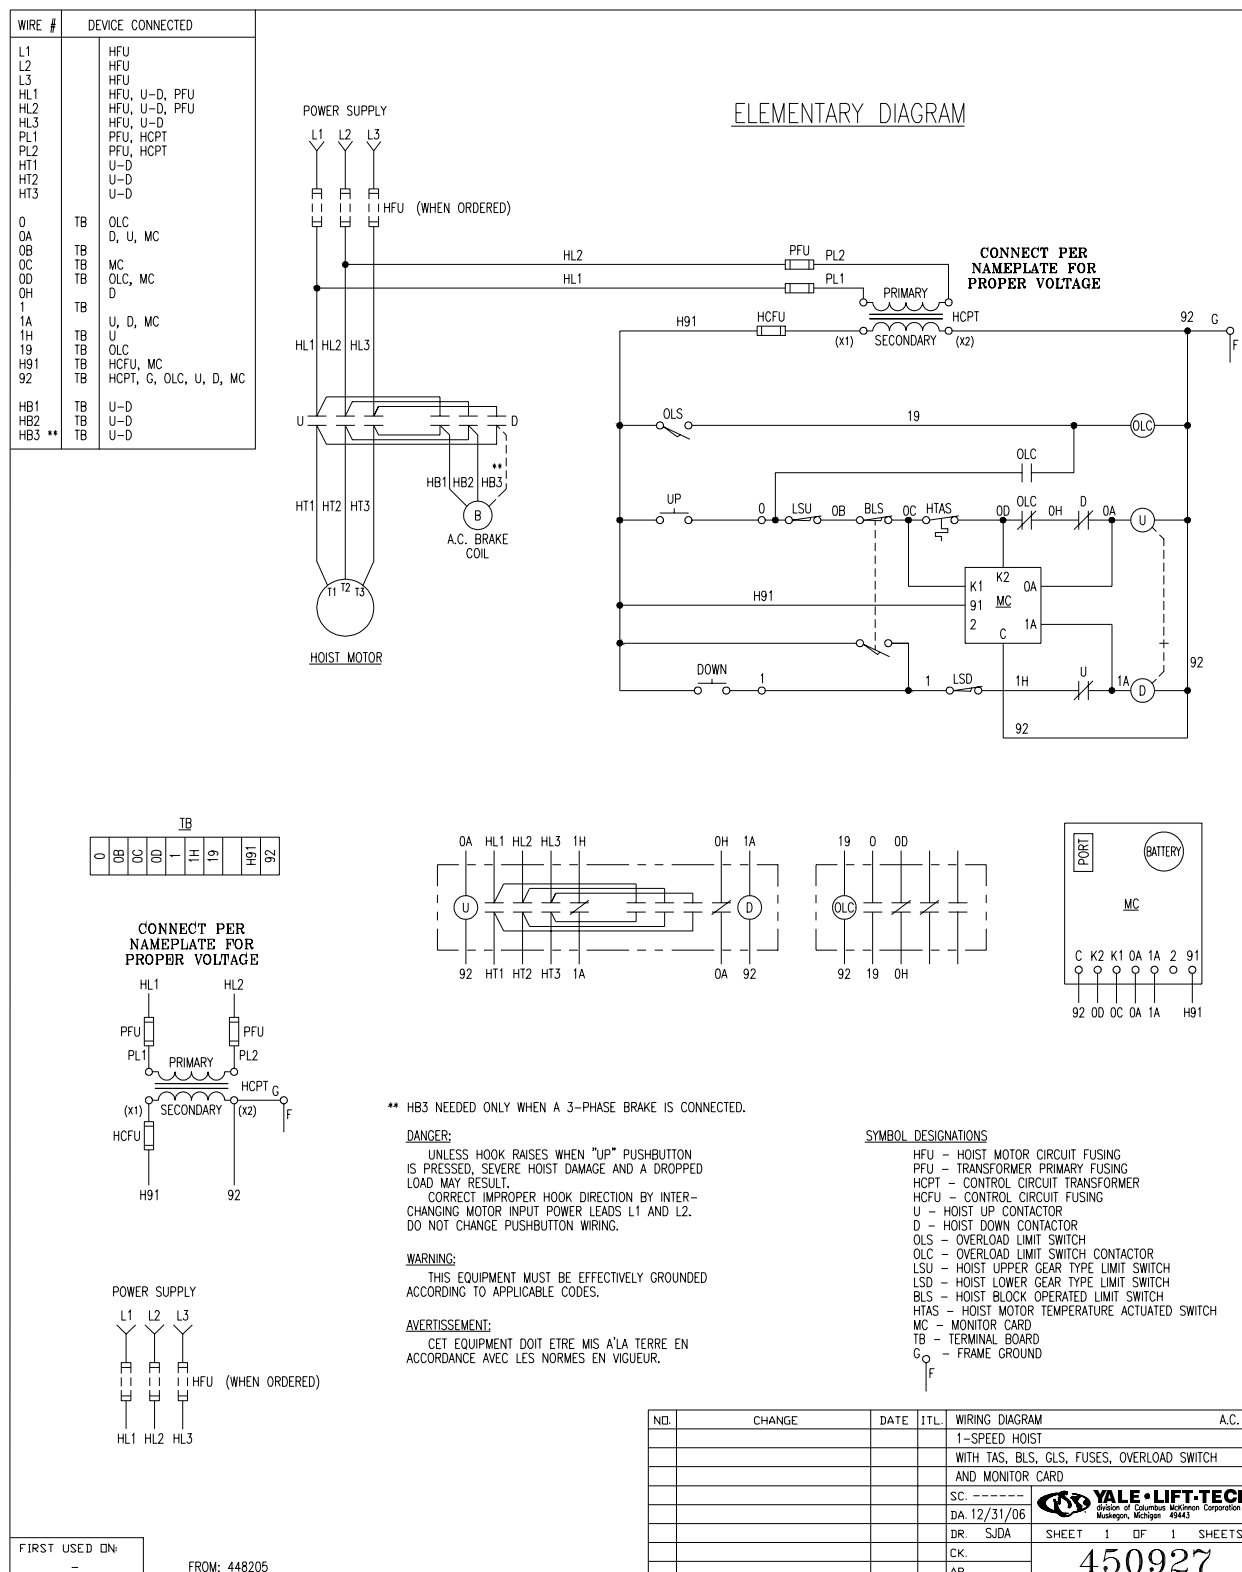 WIRE # DEVICE CONNECTED
L1 HFU
L2 HFU
L3 HFU
HL1 HFU, U-D, PFU
HL2 HFU, U-D, PFU
HL3 HFU, U-D
PL1 PFU, HCPT
PL2 PFU, HCPT
HT1 U-D
HT2 U-D
HT3 U-D
0 TB OLC
0A D, U, MC
0B TB
0C TB MC
0D TB OLC, MC
0H D
1 TB
1A U, D, MC
1H TB U
19 TB OLC
H91 TB HCFU, MC
92 TB HCPT, G, OLC, U, D, MC
HB1 TB U-D
HB2 TB U-D
HB3 ** TB U-D
ELEMENTARY DIAGRAM
POWER SUPPLY
L1 L2 L3
HFU (WHEN ORDERED)
HL2 PFU PL2
HL1 PL1
CONNECT PER
NAMEPLATE FOR
PROPER VOLTAGE
PRIMARY
H91 HCFU HCPT 92 G
(X1) SECONDARY (X2) F
HL1 HL2 HL3
U D
OLS 19 OLC
OLC
**
HB1 HB2 HB3
HT1 HT2 HT3
B
A.C. BRAKE
COIL
UP 0 LSU 0B BLS 0C HTAS 0D OLC 0H D 0A U
K1 K2 0A
H91 91 MC
2 C 1A
T1 T2 T3
HOIST MOTOR
92
DOWN 1 1 LSD 1H U 1A D
92
TB
0 0B 0C 0D 1 1H 19 H91 92
0A HL1 HL2 HL3 1H 0H 1A
U D
92 HT1 HT2 HT3 1A 0A 92
19 0 0D
OLC
92 19 0H
PORT BATTERY
MC
C K2 K1 0A 1A 2 91
92 0D 0C 0A 1A H91
CONNECT PER
NAMEPLATE FOR
PROPER VOLTAGE
HL1 HL2
PFU PFU
PL1 PL2
PRIMARY
HCPT G
(X1) SECONDARY (X2) F
HCFU
H91 92
** HB3 NEEDED ONLY WHEN A 3-PHASE BRAKE IS CONNECTED.
DANGER:
UNLESS HOOK RAISES WHEN "UP" PUSHBUTTON
IS PRESSED, SEVERE HOIST DAMAGE AND A DROPPED
LOAD MAY RESULT.
CORRECT IMPROPER HOOK DIRECTION BY INTER-
CHANGING MOTOR INPUT POWER LEADS L1 AND L2.
DO NOT CHANGE PUSHBUTTON WIRING.
WARNING:
THIS EQUIPMENT MUST BE EFFECTIVELY GROUNDED
ACCORDING TO APPLICABLE CODES.
AVERTISSEMENT:
CET EQUIPMENT DOIT ETRE MIS A'LA TERRE EN
ACCORDANCE AVEC LES NORMES EN VIGUEUR.
SYMBOL DESIGNATIONS
HFU - HOIST MOTOR CIRCUIT FUSING
PFU - TRANSFORMER PRIMARY FUSING
HCPT - CONTROL CIRCUIT TRANSFORMER
HCFU - CONTROL CIRCUIT FUSING
U - HOIST UP CONTACTOR
D - HOIST DOWN CONTACTOR
OLS - OVERLOAD LIMIT SWITCH
OLC - OVERLOAD LIMIT SWITCH CONTACTOR
LSU - HOIST UPPER GEAR TYPE LIMIT SWITCH
LSD - HOIST LOWER GEAR TYPE LIMIT SWITCH
BLS - HOIST BLOCK OPERATED LIMIT SWITCH
HTAS - HOIST MOTOR TEMPERATURE ACTUATED SWITCH
MC - MONITOR CARD
TB - TERMINAL BOARD
G - FRAME GROUND
F
POWER SUPPLY
L1 L2 L3
HFU (WHEN ORDERED)
HL1 HL2 HL3
NO. CHANGE DATE ITL. WIRING DIAGRAM A.C.
1-SPEED HOIST
WITH TAS, BLS, GLS, FUSES, OVERLOAD SWITCH
AND MONITOR CARD
SC. ------
YALE•LIFT-TECH
division of Columbus McKinnon Corporation
Muskegon, Michigan 49443
DA. 12/31/06
DR. SJDA SHEET 1 OF 1 SHEETS
CK.
450927
AP.
FIRST USED ON:
-
FROM: 448205